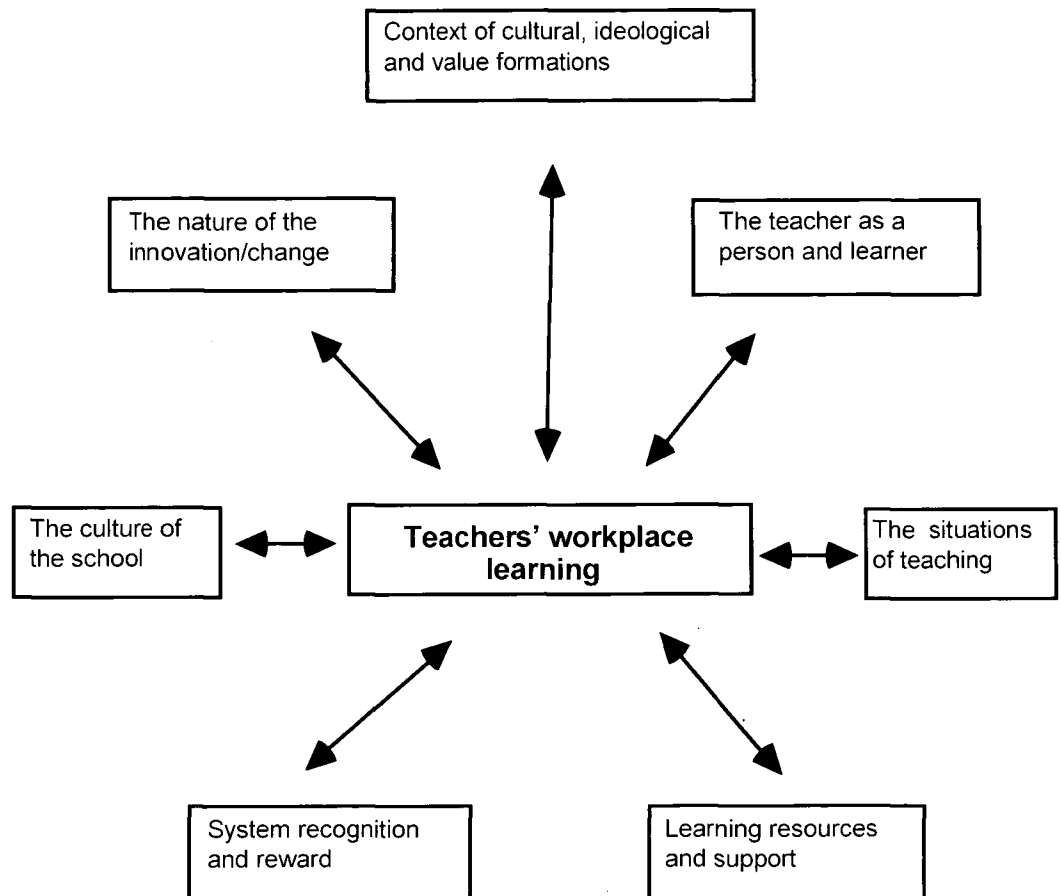 Context of cultural, ideological
and value formations
The nature of the
innovation/change
The teacher as a
person and learner
The culture of
the school
Teachers' workplace
learning
The situations
of teaching
System recognition
and reward
Learning resources
and support